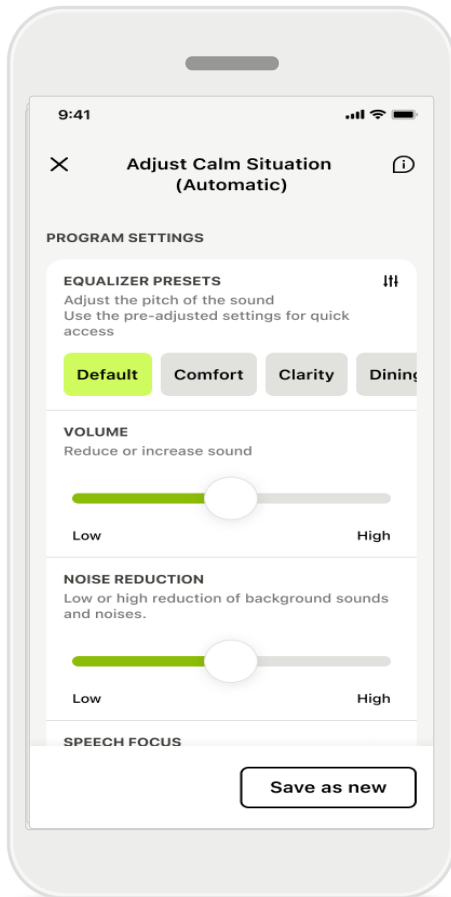 9:41
Adjust Calm Situation
(Automatic)
PROGRAM SETTINGS
EQUALIZER PRESETS
Adjust the pitch of the sound
Use the pre-adjusted settings for quick
access
Default Comfort Clarity Dining
VOLUME
Reduce or increase sound
Low High
NOISE REDUCTION
Low or high reduction of background sounds
and noises.
Low High
SPEECH FOCUS
Save as new